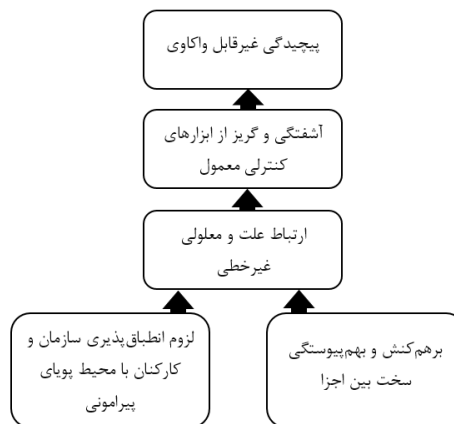 پیچیدگی غیرقابل واکاوی
آشفتگی و گریز از ابزارهای
کنترلی معمول
ارتباط علت و معلولی
غیرخطی
برهم‌کنش و بهم‌پیوستگی
سخت بین اجزا
لزوم انطباق‌پذیری سازمان و
کارکنان با محیط پویای
پیرامونی